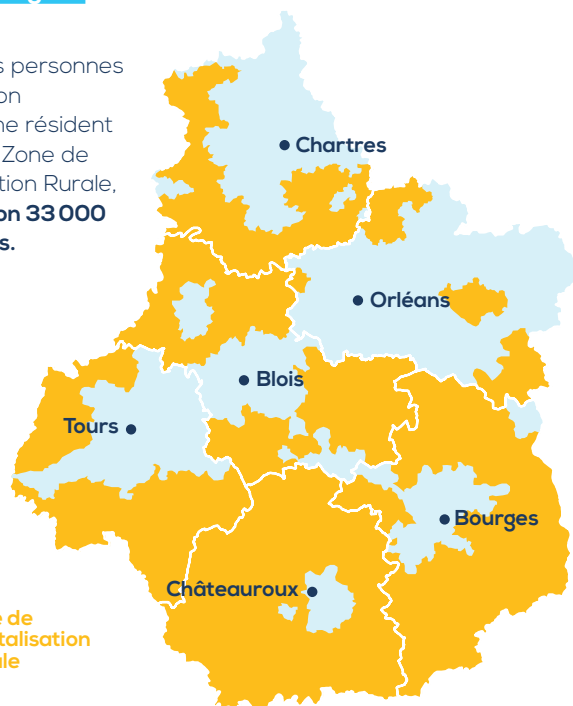 s personnes
on
ne résident
Zone de
tion Rurale,
on 33 000
s.
Chartres
Orléans
Blois
Tours
Bourges
Châteauroux
e de
talisation
ale